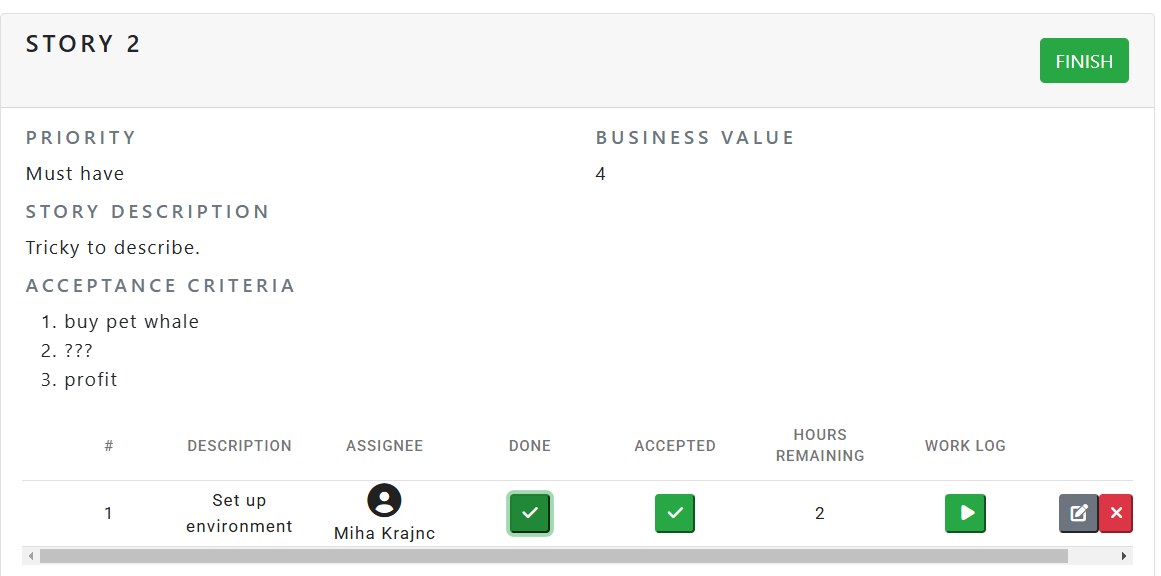 STORY 2
FINISH
PRIORITY
Must have
BUSINESS VALUE
4
STORY DESCRIPTION
Tricky to describe.
ACCEPTANCE CRITERIA
1. buy pet whale
2. ???
3. profit
# DESCRIPTION ASSIGNEE DONE ACCEPTED HOURS REMAINING WORK LOG
1 Set up environment Miha Krajnc 2